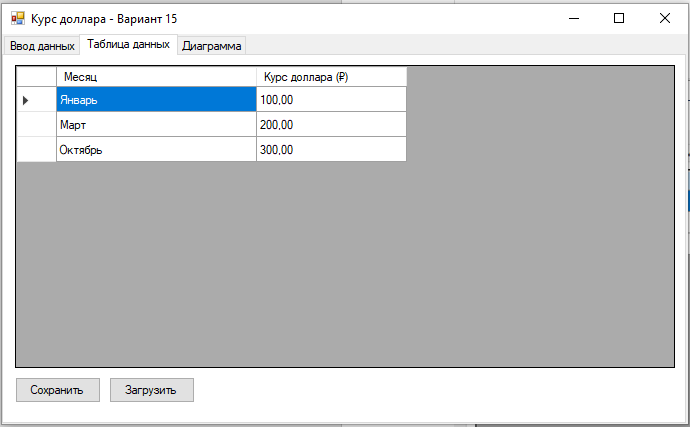 Курс доллара - Вариант 15
Ввод данных Таблица данных Диаграмма
Месяц Курс доллара (₽)
Январь 100,00
Март 200,00
Октябрь 300,00
Сохранить Загрузить